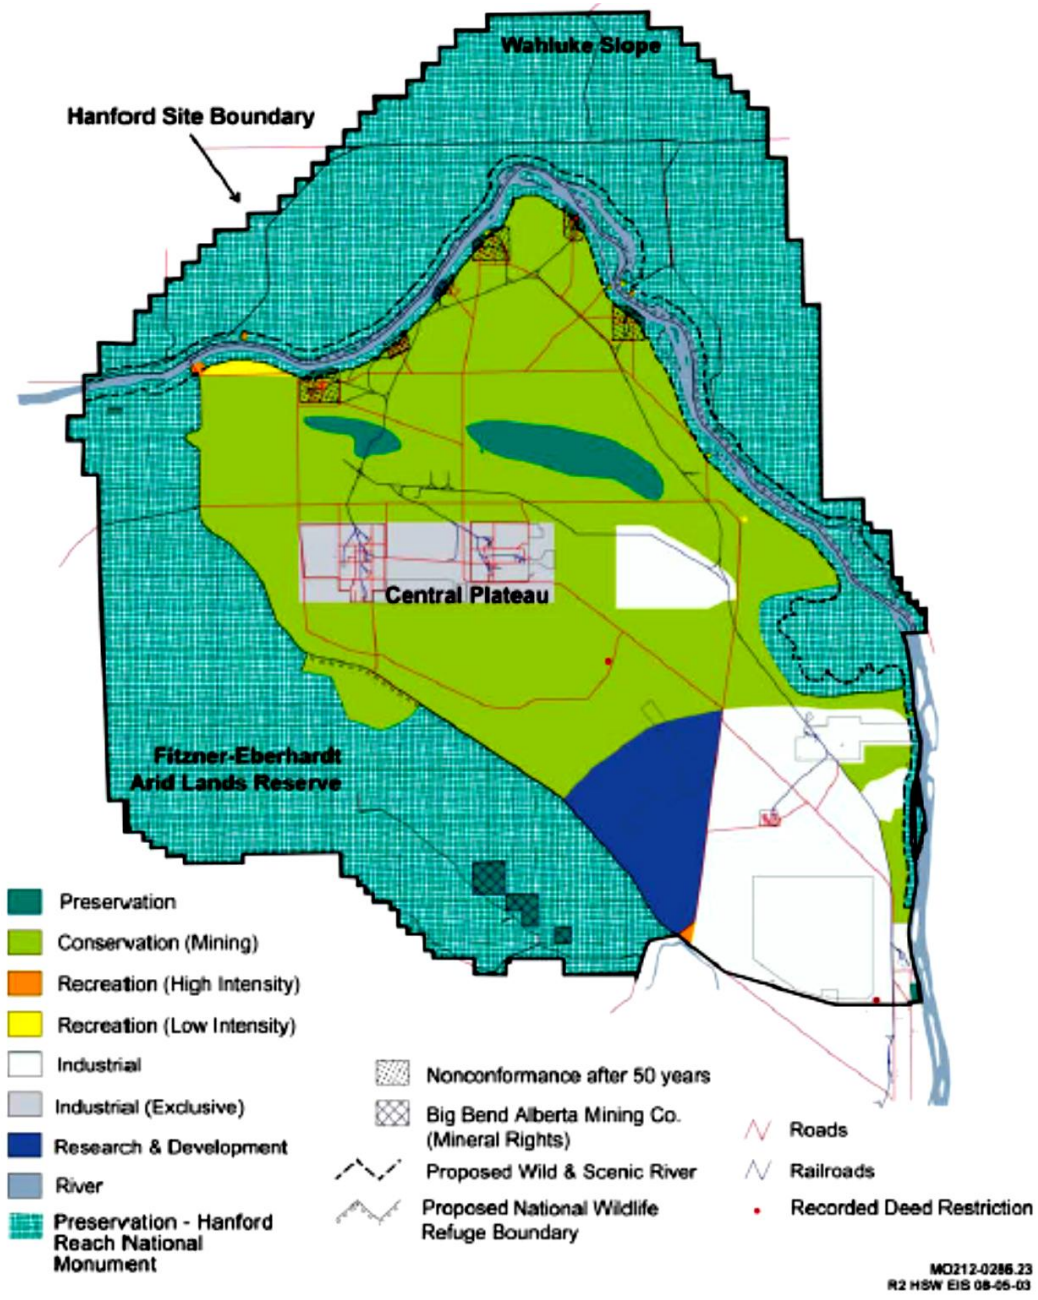 Wahluke Slope
Hanford Site Boundary
Central Plateau
Fitzner-Eberhardt
Arid Lands Reserve
Preservation
Conservation (Mining)
Recreation (High Intensity)
Recreation (Low Intensity)
Industrial
Industrial (Exclusive)
Research & Development
River
Preservation - Hanford
Reach National
Monument
Nonconformance after 50 years
Big Bend Alberta Mining Co.
(Mineral Rights)
Proposed Wild & Scenic River
Proposed National Wildlife
Refuge Boundary
Roads
Railroads
Recorded Deed Restriction
MO212-0286.23
R2 HSW EIS 08-05-03